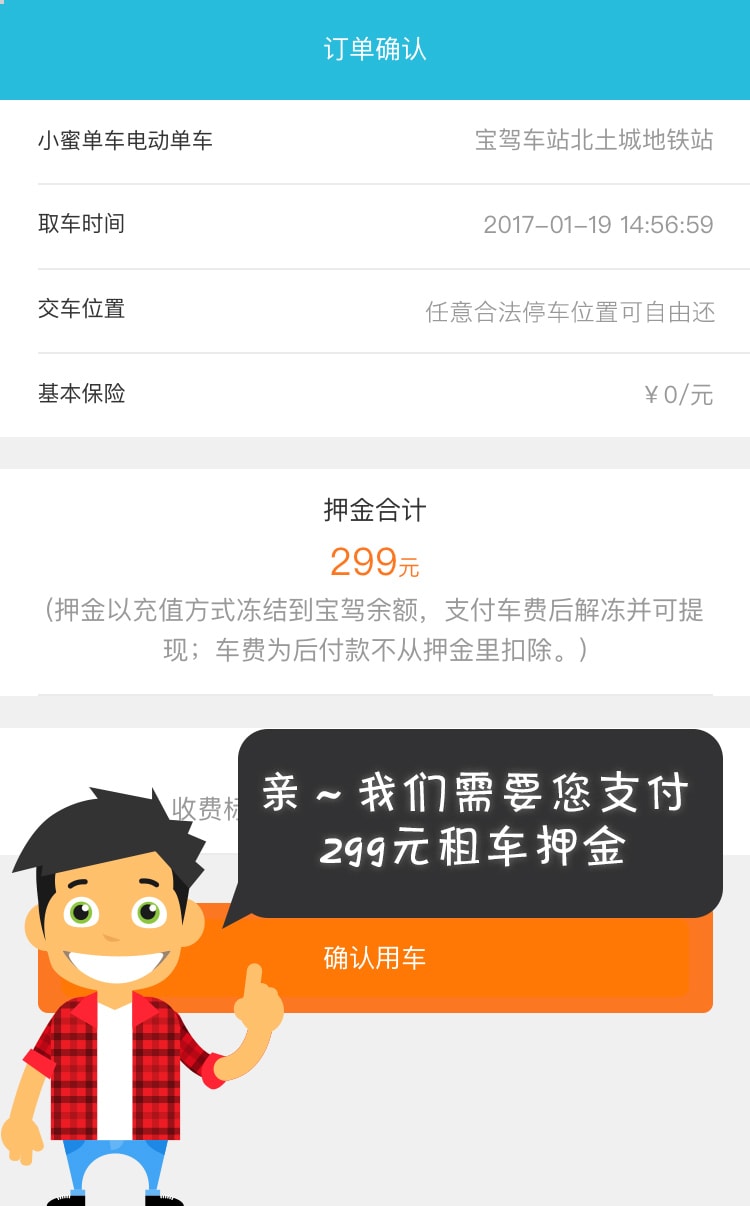 订单确认
小蜜单车电动单车 宝驾车站北土城地铁站
取车时间 2017-01-19 14:56:59
交车位置 任意合法停车位置可自由还
基本保险 ¥0/元
押金合计
299元
（押金以充值方式冻结到宝驾余额，支付车费后解冻并可提
现；车费为后付款不从押金里扣除。）
收费标
亲~我们需要您支付
299元租车押金
确认用车